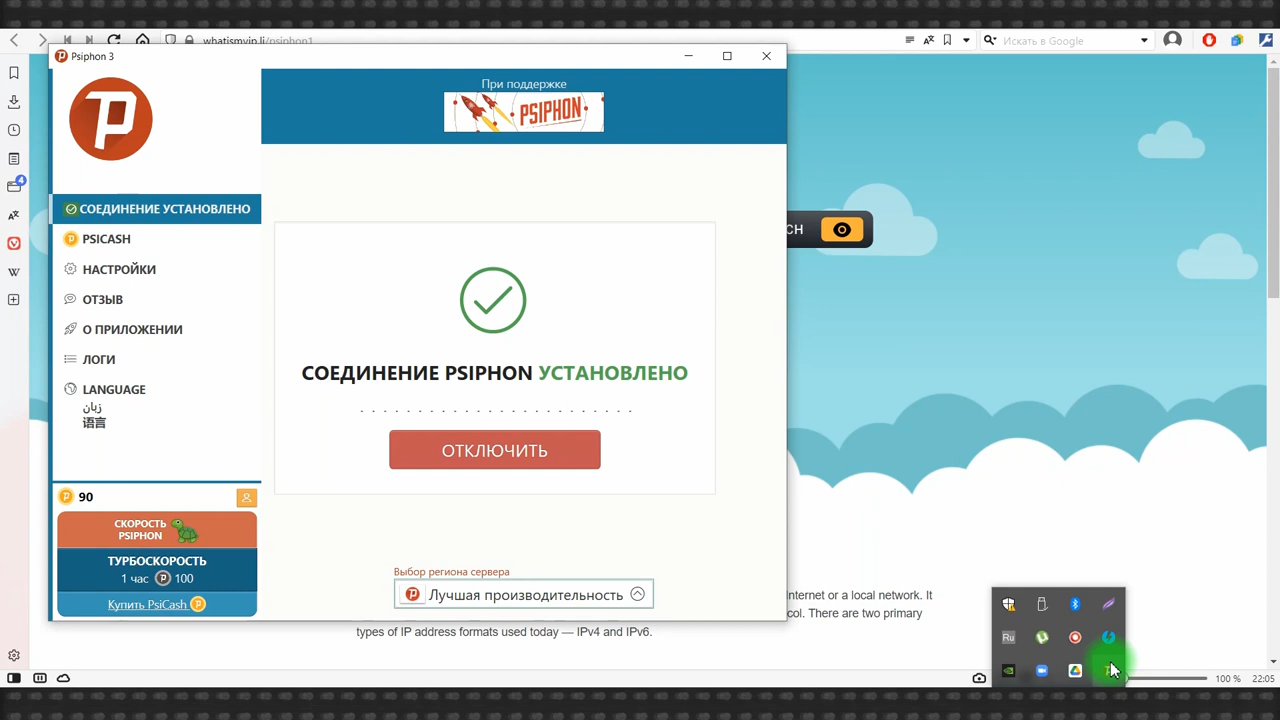 whatismyip.li/psiphon1
Искать в Google
Psiphon 3
При поддержке
PSIPHON
СОЕДИНЕНИЕ УСТАНОВЛЕНО
PSICASH
НАСТРОЙКИ
ОТЗЫВ
О ПРИЛОЖЕНИИ
ЛОГИ
LANGUAGE
زبان
语言
4
CH
СОЕДИНЕНИЕ PSIPHON УСТАНОВЛЕНО
ОТКЛЮЧИТЬ
90
СКОРОСТЬ
PSIPHON
ТУРБОСКОРОСТЬ
1 час 100
Купить PsiCash
Выбор региона сервера
Лучшая производительность
nternet or a local network. It
col. There are two primary
types of IP address formats used today — IPv4 and IPv6.
Ru
100 %
22:05